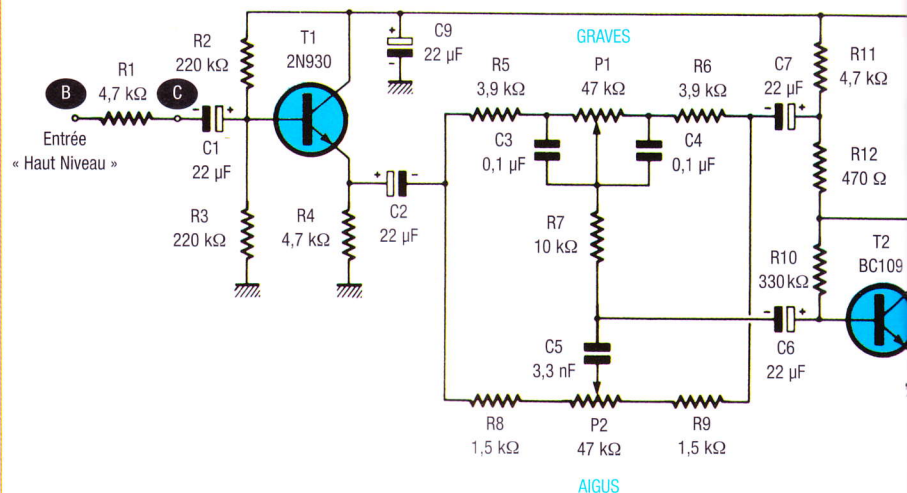 GRAVES
AIGUS
B
Entrée
« Haut Niveau »
R1
4,7 kΩ
C
C1
22 µF
R2
220 kΩ
R3
220 kΩ
T1
2N930
R4
4,7 kΩ
C9
22 µF
C2
22 µF
R5
3,9 kΩ
P1
47 kΩ
R6
3,9 kΩ
C3
0,1 µF
C4
0,1 µF
R7
10 kΩ
C5
3,3 nF
R8
1,5 kΩ
P2
47 kΩ
R9
1,5 kΩ
C7
22 µF
R11
4,7 kΩ
R12
470 Ω
R10
330 kΩ
C6
22 µF
T2
BC109